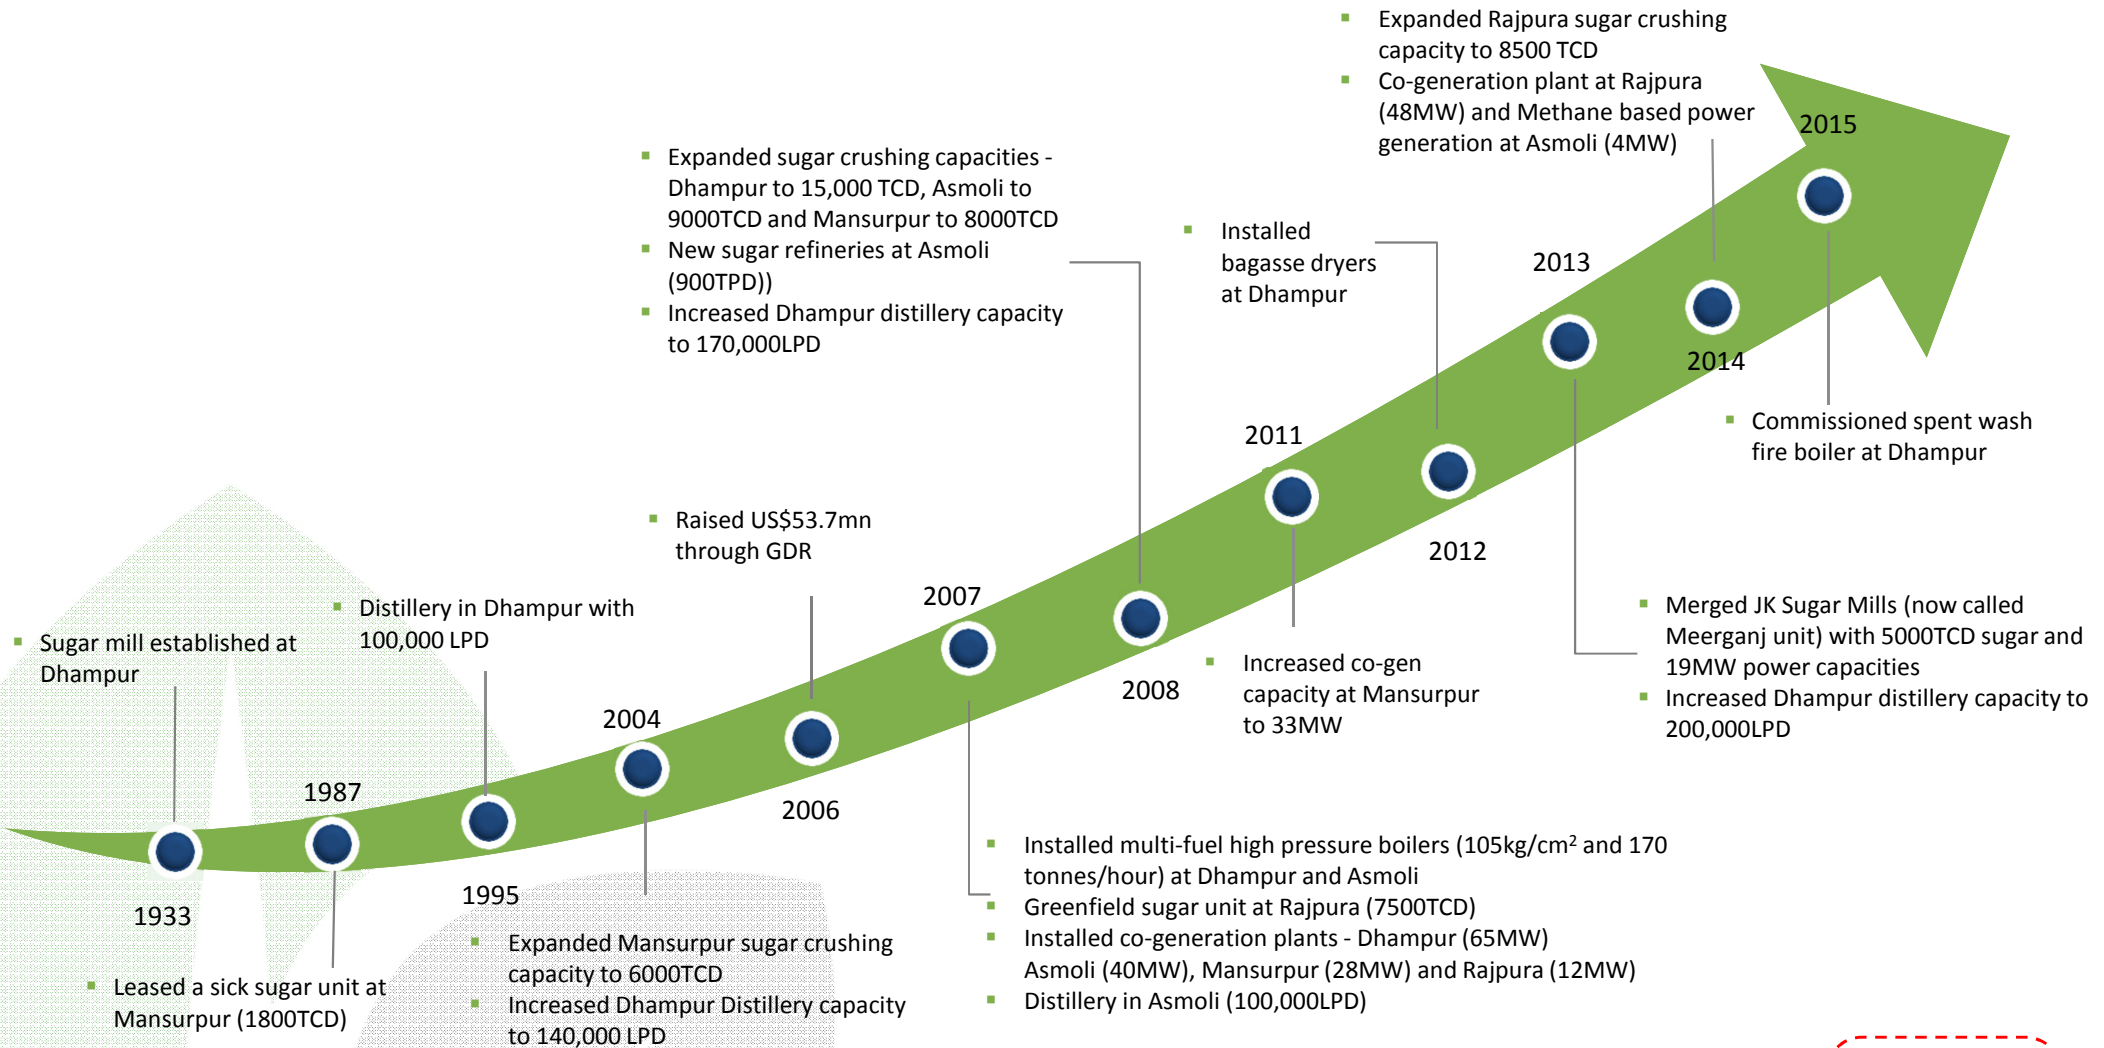 ▪ Expanded Rajpura sugar crushing
capacity to 8500 TCD
▪ Co-generation plant at Rajpura
(48MW) and Methane based power
generation at Asmoli (4MW)
2015
▪ Expanded sugar crushing capacities -
Dhampur to 15,000 TCD, Asmoli to
9000TCD and Mansurpur to 8000TCD
▪ New sugar refineries at Asmoli
(900TPD))
▪ Increased Dhampur distillery capacity
to 170,000LPD
▪ Installed
bagasse dryers
at Dhampur
2013
2014
▪ Commissioned spent wash
fire boiler at Dhampur
2011
2012
▪ Raised US$53.7mn
through GDR
2007
2008
▪ Distillery in Dhampur with
100,000 LPD
▪ Sugar mill established at
Dhampur
▪ Increased co-gen
capacity at Mansurpur
to 33MW
▪ Merged JK Sugar Mills (now called
Meerganj unit) with 5000TCD sugar and
19MW power capacities
▪ Increased Dhampur distillery capacity to
200,000LPD
2004
2006
1987
1995
1933
▪ Installed multi-fuel high pressure boilers (105kg/cm² and 170
tonnes/hour) at Dhampur and Asmoli
▪ Greenfield sugar unit at Rajpura (7500TCD)
▪ Installed co-generation plants - Dhampur (65MW)
Asmoli (40MW), Mansurpur (28MW) and Rajpura (12MW)
▪ Distillery in Asmoli (100,000LPD)
▪ Expanded Mansurpur sugar crushing
capacity to 6000TCD
▪ Increased Dhampur Distillery capacity
to 140,000 LPD
▪ Leased a sick sugar unit at
Mansurpur (1800TCD)